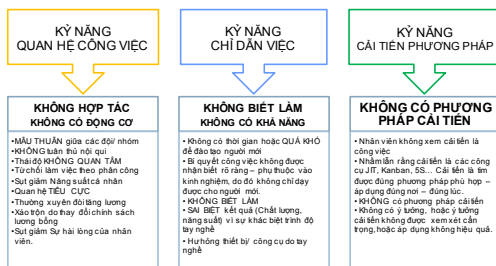 KỸ NĂNG
QUAN HỆ CÔNG VIỆC
KHÔNG HỢP TÁC
KHÔNG CÓ ĐỘNG CƠ
•MÂU THUẪN giữa các đội/ nhóm
•KHÔNG tuân thủ nội qui
•Thái độ KHÔNG QUAN TÂM
•Từ chối làm việc theo phân công
•Sụt giảm Năng suất cá nhân
•Quan hệ TIÊU CỰC
•Thường xuyên đòi tăng lương
•Xáo trộn do thay đổi chính sách
lương bổng
•Sụt giảm Sự hài lòng của nhân
viên.
KỸ NĂNG
CHỈ DẪN VIỆC
KHÔNG BIẾT LÀM
KHÔNG CÓ KHẢ NĂNG
• Không có thời gian hoặc QUÁ KHÓ
để đào tạo người mới
• Bí quyết công việc không được
nhận biết rõ ràng – phụ thuộc vào
kinh nghiệm, do đó không chỉ dạy
được cho người mới.
• KHÔNG BIẾT LÀM
• SAI BIỆT kết quả (Chất lượng,
năng suất) vì sự khác biệt trình độ
tay nghề
• Hư hỏng thiết bị/ công cụ do tay
nghề
KỸ NĂNG
CẢI TIẾN PHƯƠNG PHÁP
KHÔNG CÓ PHƯƠNG
PHÁP CẢI TIẾN
• Nhân viên không xem cải tiến là
công việc
• Nhầm lẫn rằng cải tiến là các công
cụ JIT, Kanban, 5S… Cải tiến là tìm
được đúng phương pháp phù hợp –
áp dụng đúng nơi – đúng lúc.
• KHÔNG có phương pháp cải tiến
• Không có ý tưởng, hoặc ý tưởng
cải tiến không được xem xét cẩn
trọng, hoặc áp dụng không hiệu quả.